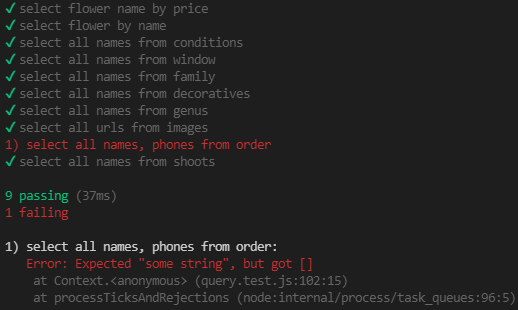 ✓ select flower name by price
✓ select flower by name
✓ select all names from conditions
✓ select all names from window
✓ select all names from family
✓ select all names from decoratives
✓ select all names from genus
✓ select all urls from images
1) select all names, phones from order
✓ select all names from shoots
9 passing (37ms)
1 failing
1) select all names, phones from order:
Error: Expected "some string", but got []
at Context.<anonymous> (query.test.js:102:15)
at processTicksAndRejections (node:internal/process/task_queues:96:5)